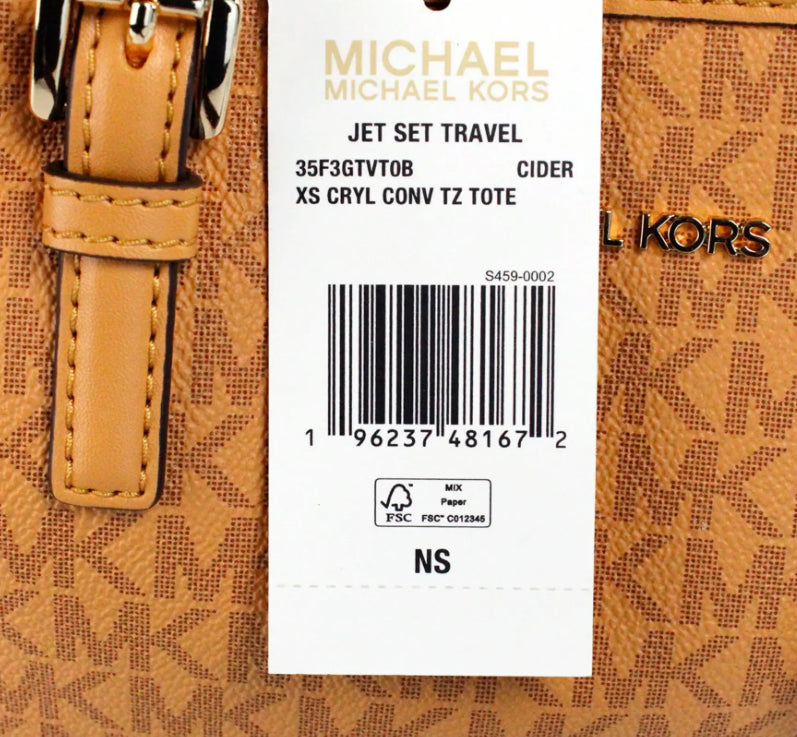 MICHAEL
MICHAEL KORS
JET SET TRAVEL
35F3GTVT0B CIDER
XS CRYL CONV TZ TOTE
L KORS
S459-0002
1 96237 48167 2
FSC
MIX
Paper
FSC™ C012345
NS